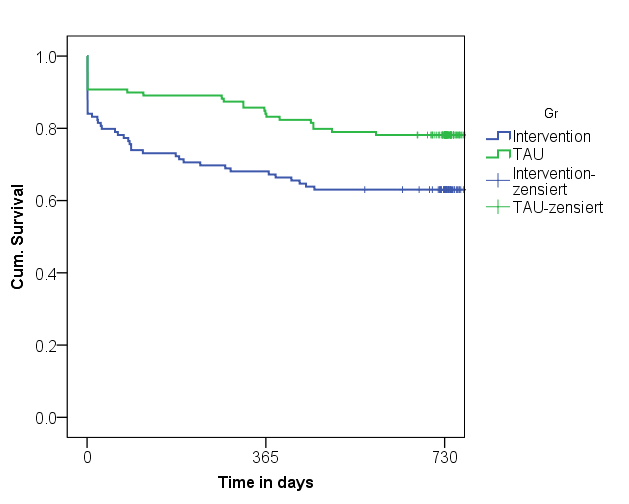 1.0
0.8
0.6
0.4
0.2
0.0
Cum. Survival
0 365 730
Time in days
Gr
Intervention
TAU
Intervention-
zensiert
TAU-zensiert